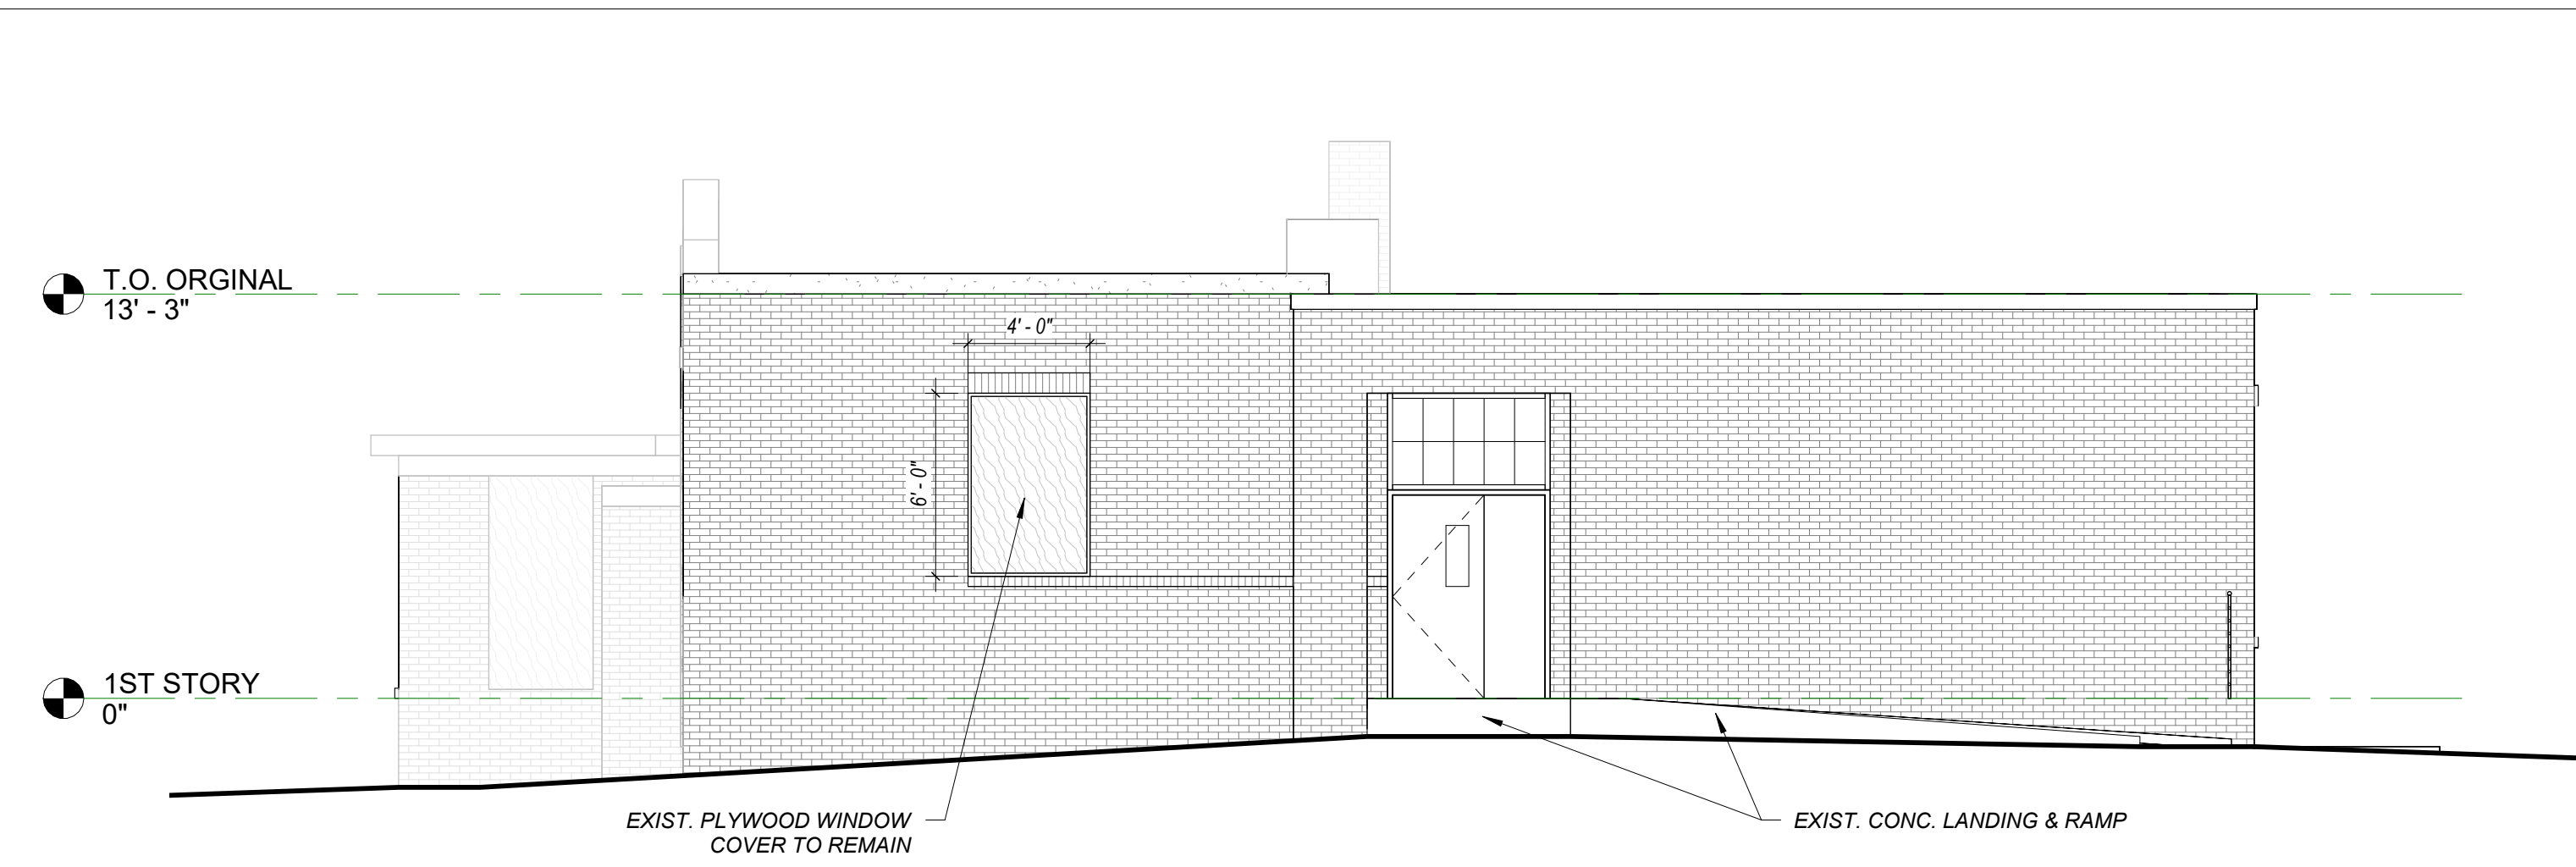 T.O. ORGINAL
13' - 3"
4' - 0"
6' - 0"
1ST STORY
0"
EXIST. PLYWOOD WINDOW
COVER TO REMAIN
EXIST. CONC. LANDING & RAMP